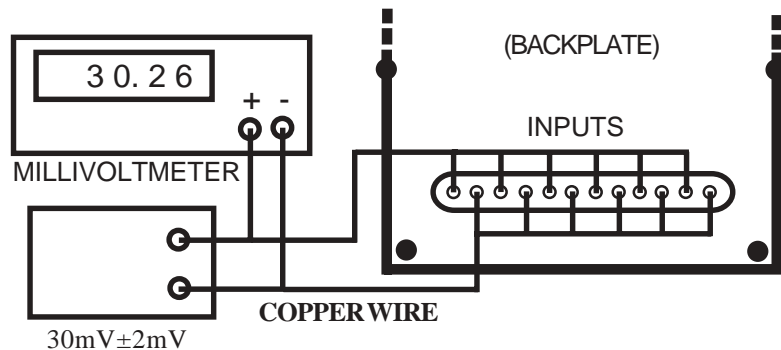 (BACKPLATE)
30.26
+ -
INPUTS
MILLIVOLTMETER
COPPER WIRE
30mV±2mV